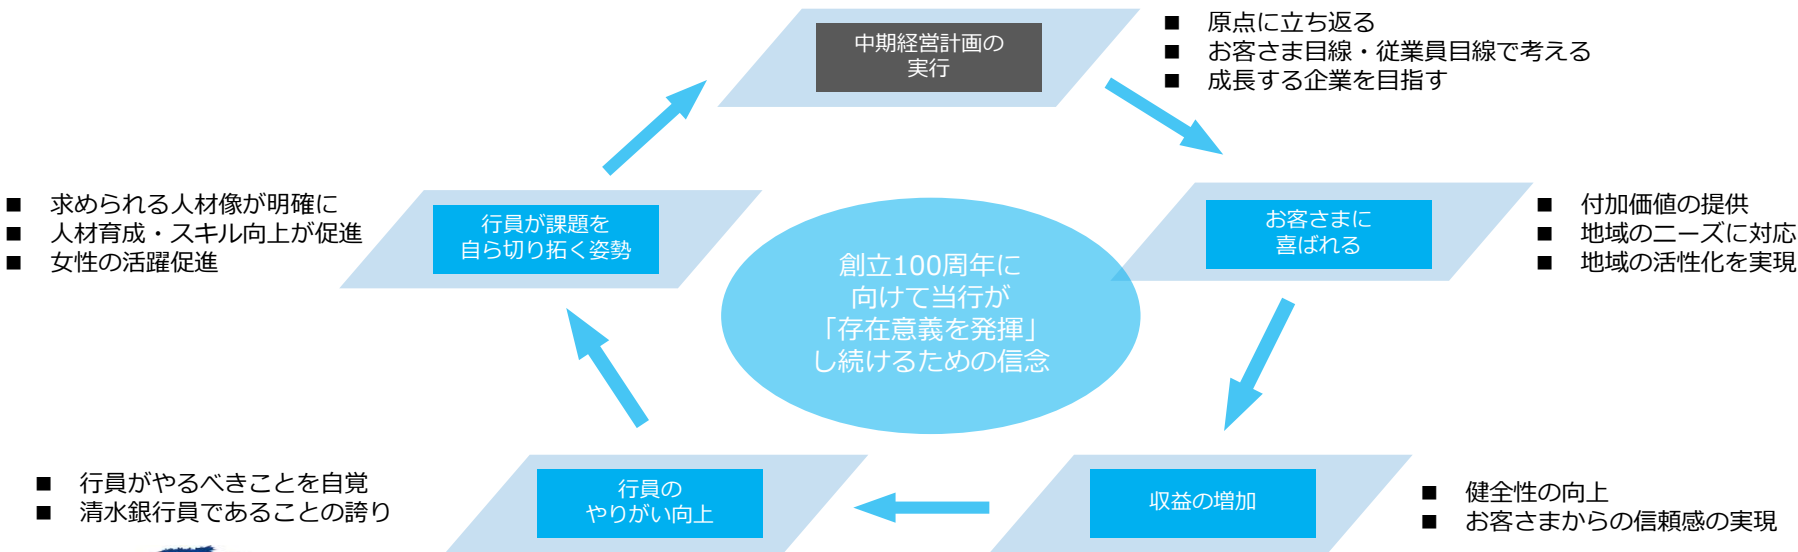 中期経営計画の
実行
■ 原点に立ち返る
■ お客さま目線・従業員目線で考える
■ 成長する企業を目指す
■ 求められる人材像が明確に
■ 人材育成・スキル向上が促進
■ 女性の活躍促進
行員が課題を
自ら切り拓く姿勢
創立100周年に
向けて当行が
「存在意義を発揮」
し続けるための信念
お客さまに
喜ばれる
■ 付加価値の提供
■ 地域のニーズに対応
■ 地域の活性化を実現
■ 行員がやるべきことを自覚
■ 清水銀行員であることの誇り
行員の
やりがい向上
収益の増加
■ 健全性の向上
■ お客さまからの信頼感の実現